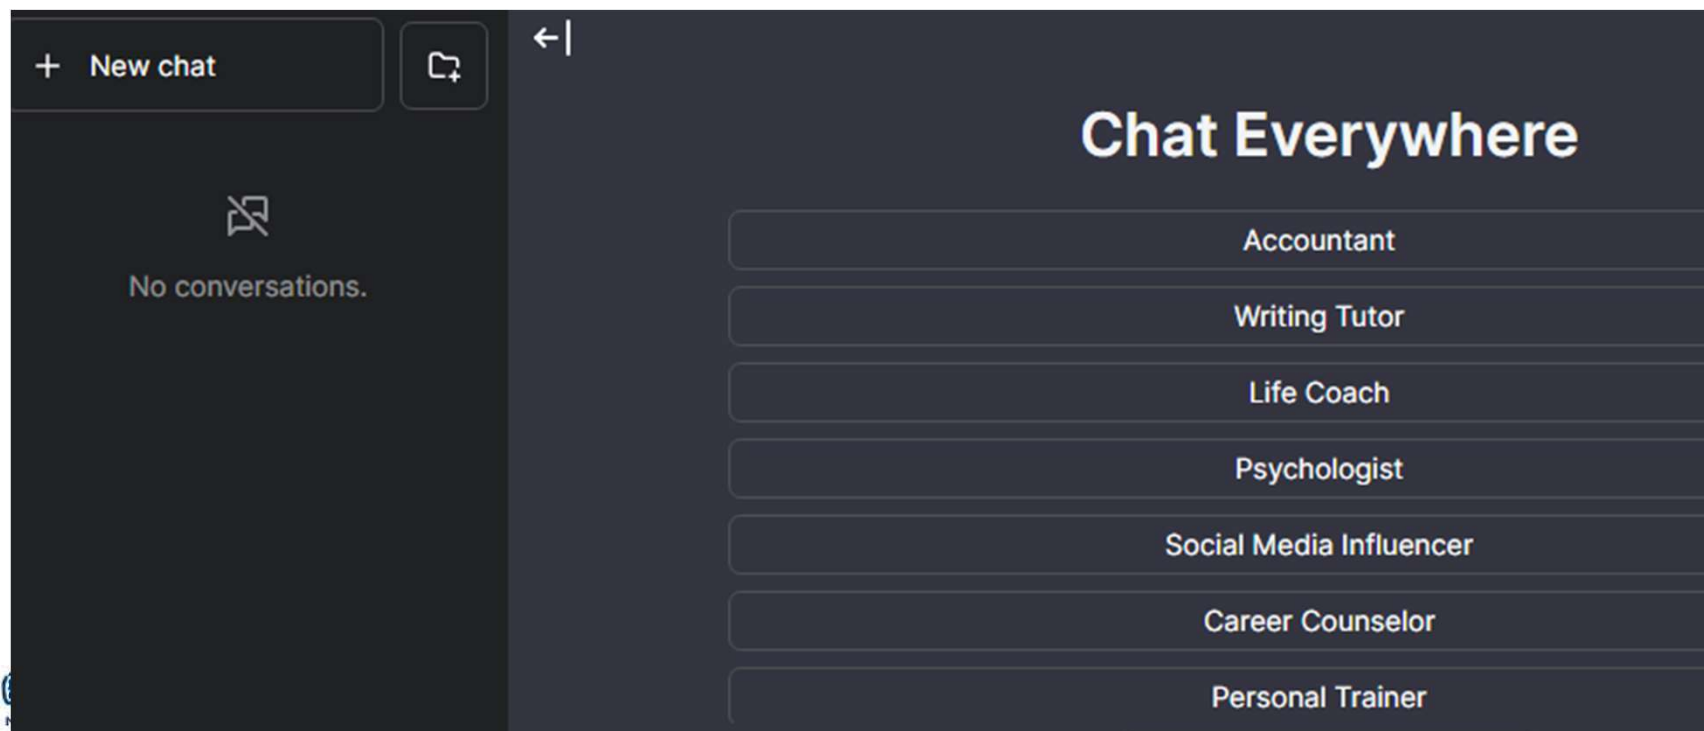 New chat
No conversations.
Chat Everywhere
Accountant
Writing Tutor
Life Coach
Psychologist
Social Media Influencer
Career Counselor
Personal Trainer